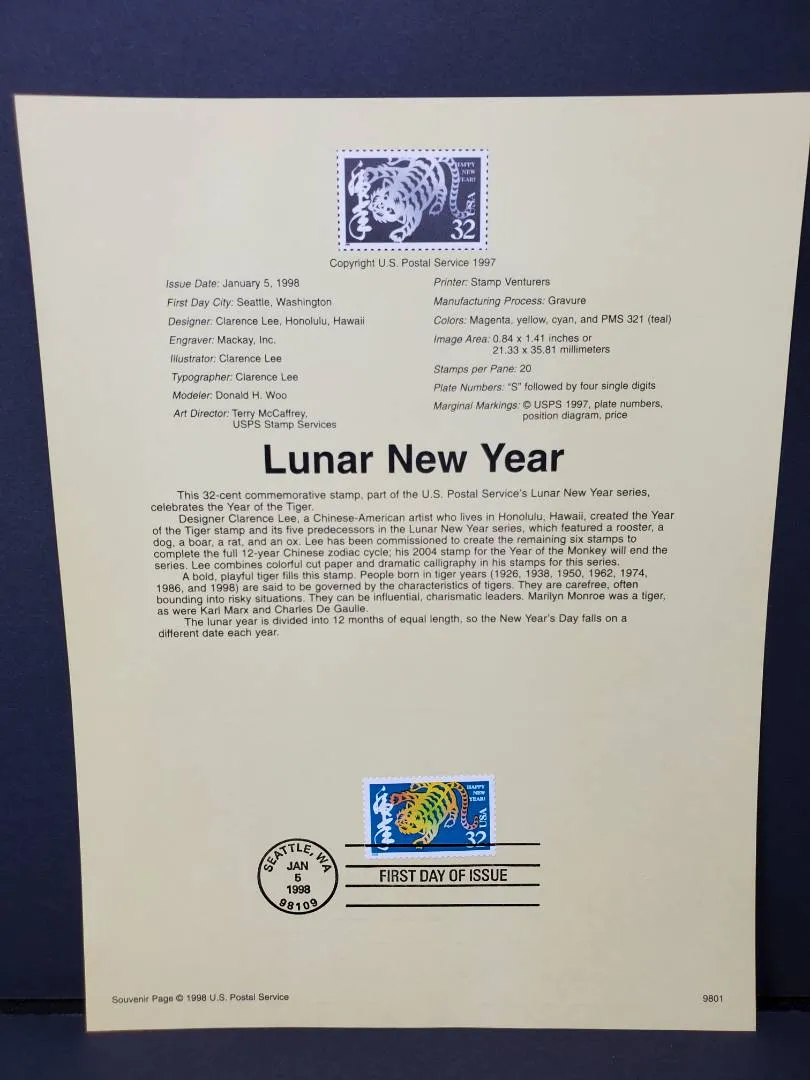 HAPPY
NEW
YEAR!
USA
32
Copyright U.S. Postal Service 1997
Issue Date: January 5, 1998
First Day City: Seattle, Washington
Designer: Clarence Lee, Honolulu, Hawaii
Engraver: Mackay, Inc.
Illustrator: Clarence Lee
Typographer: Clarence Lee
Modeler: Donald H. Woo
Art Director: Terry McCaffrey,
USPS Stamp Services
Printer: Stamp Venturers
Manufacturing Process: Gravure
Colors: Magenta, yellow, cyan, and PMS 321 (teal)
Image Area: 0.84 x 1.41 inches or
21.33 x 35.81 millimeters
Stamps per Pane: 20
Plate Numbers: “S” followed by four single digits
Marginal Markings: © USPS 1997, plate numbers,
position diagram, price
Lunar New Year
This 32-cent commemorative stamp, part of the U.S. Postal Service's Lunar New Year series,
celebrates the Year of the Tiger.
Designer Clarence Lee, a Chinese-American artist who lives in Honolulu, Hawaii, created the Year
of the Tiger stamp and its five predecessors in the Lunar New Year series, which featured a rooster, a
dog, a boar, a rat, and an ox. Lee has been commissioned to create the remaining six stamps to
complete the full 12-year Chinese zodiac cycle; his 2004 stamp for the Year of the Monkey will end the
series. Lee combines colorful cut paper and dramatic calligraphy in his stamps for this series.
A bold, playful tiger fills this stamp. People born in tiger years (1926, 1938, 1950, 1962, 1974,
1986, and 1998) are said to be governed by the characteristics of tigers. They are carefree, often
bounding into risky situations. They can be influential, charismatic leaders. Marilyn Monroe was a tiger,
as were Karl Marx and Charles De Gaulle.
The lunar year is divided into 12 months of equal length, so the New Year's Day falls on a
different date each year.
HAPPY
NEW
YEAR!
USA
32
SEATTLE, WA
JAN
5
1998
98109
FIRST DAY OF ISSUE
Souvenir Page © 1998 U.S. Postal Service
9801